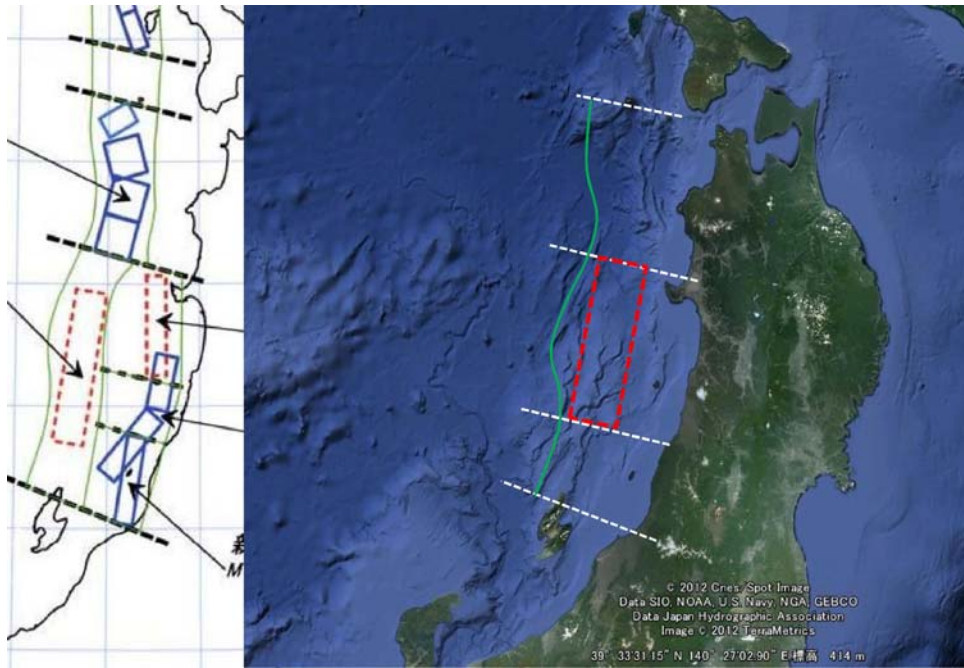 新
M
© 2012 Cnes/Spot Image
Data SIO, NOAA, U.S. Navy, NGA, GEBCO
Data Japan Hydrographic Association
Image © 2012 TerraMetrics
39° 33'31.15" N 140° 27'02.90" E 標高 414 m